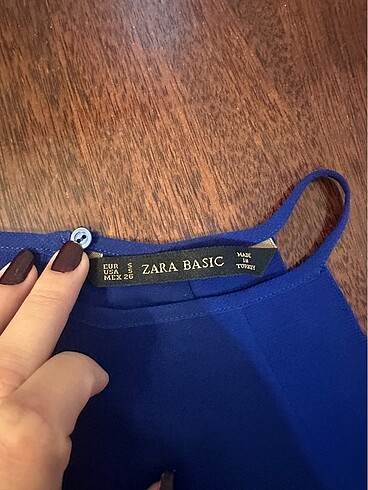 EUR S
USA S
MEX 26
ZARA BASIC
MADE
IN
TURKEY